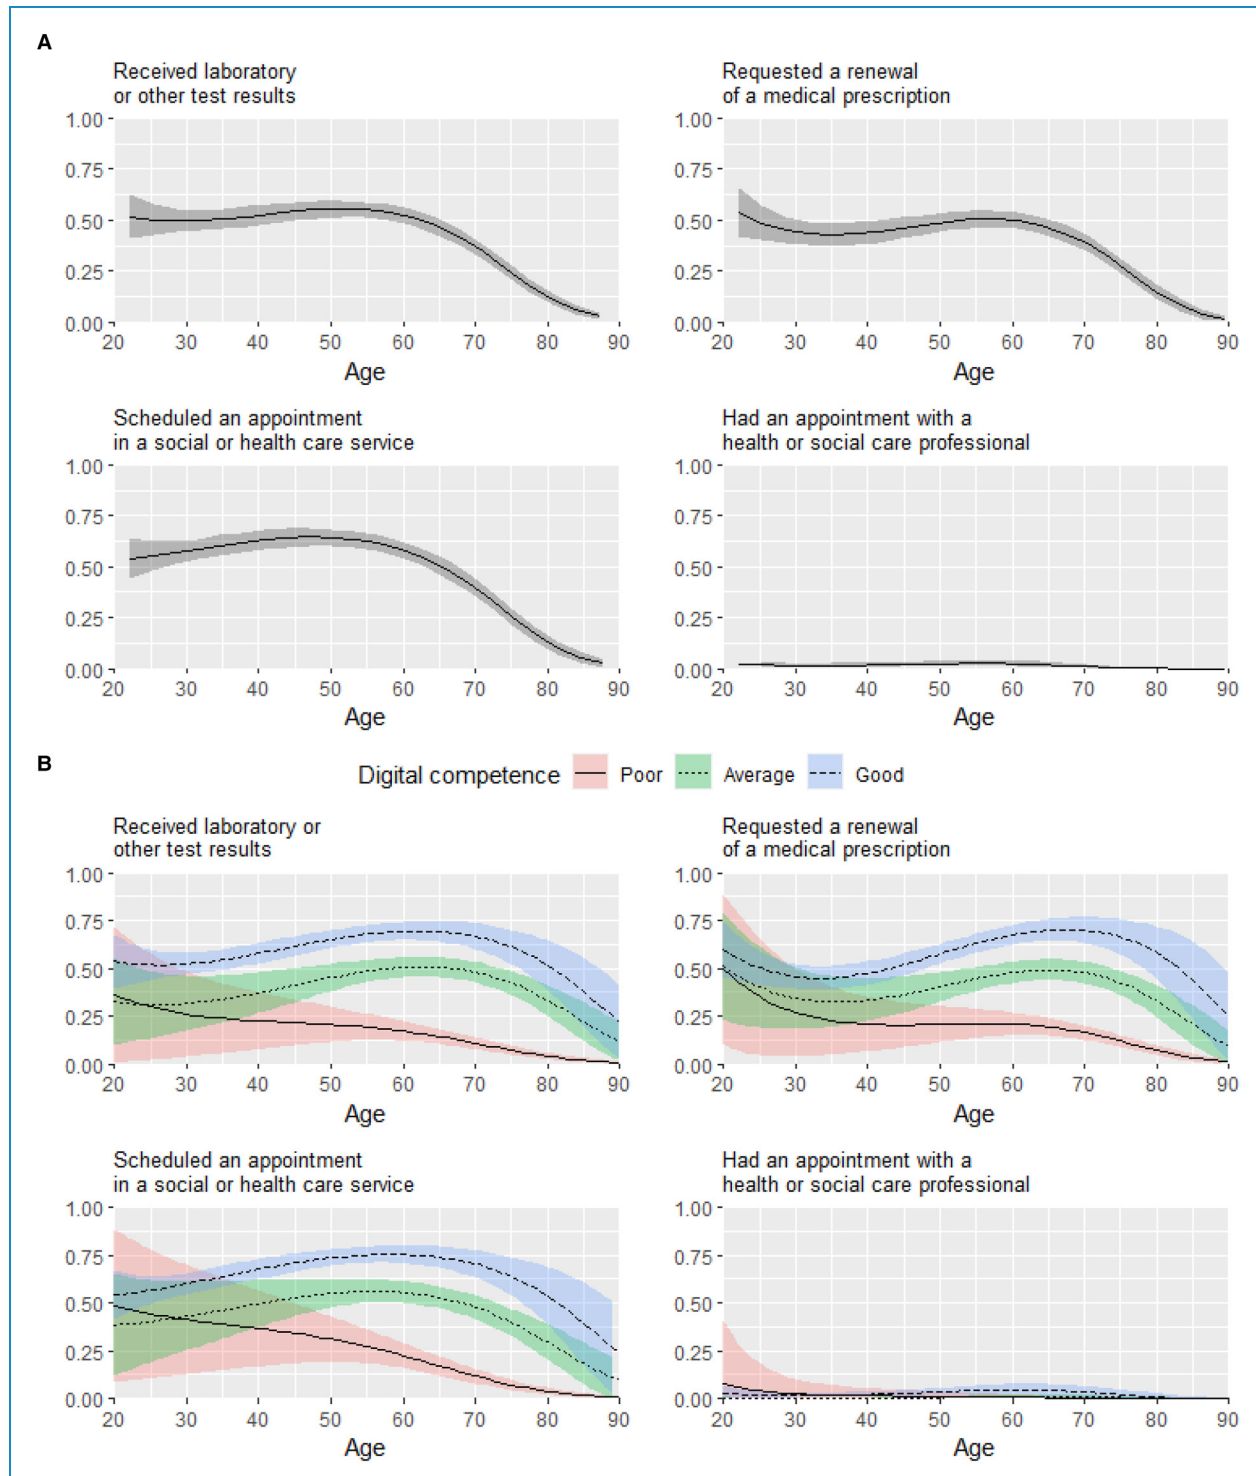 A
Received laboratory
or other test results
1.00
0.75
0.50
0.25
0.00
20 30 40 50 60 70 80 90
Age
Requested a renewal
of a medical prescription
1.00
0.75
0.50
0.25
0.00
20 30 40 50 60 70 80 90
Age
Scheduled an appointment
in a social or health care service
1.00
0.75
0.50
0.25
0.00
20 30 40 50 60 70 80 90
Age
Had an appointment with a
health or social care professional
1.00
0.75
0.50
0.25
0.00
20 30 40 50 60 70 80 90
Age
B
Digital competence Poor Average Good
Received laboratory or
other test results
1.00
0.75
0.50
0.25
0.00
20 30 40 50 60 70 80 90
Age
Requested a renewal
of a medical prescription
1.00
0.75
0.50
0.25
0.00
20 30 40 50 60 70 80 90
Age
Scheduled an appointment
in a social or health care service
1.00
0.75
0.50
0.25
0.00
20 30 40 50 60 70 80 90
Age
Had an appointment with a
health or social care professional
1.00
0.75
0.50
0.25
0.00
20 30 40 50 60 70 80 90
Age